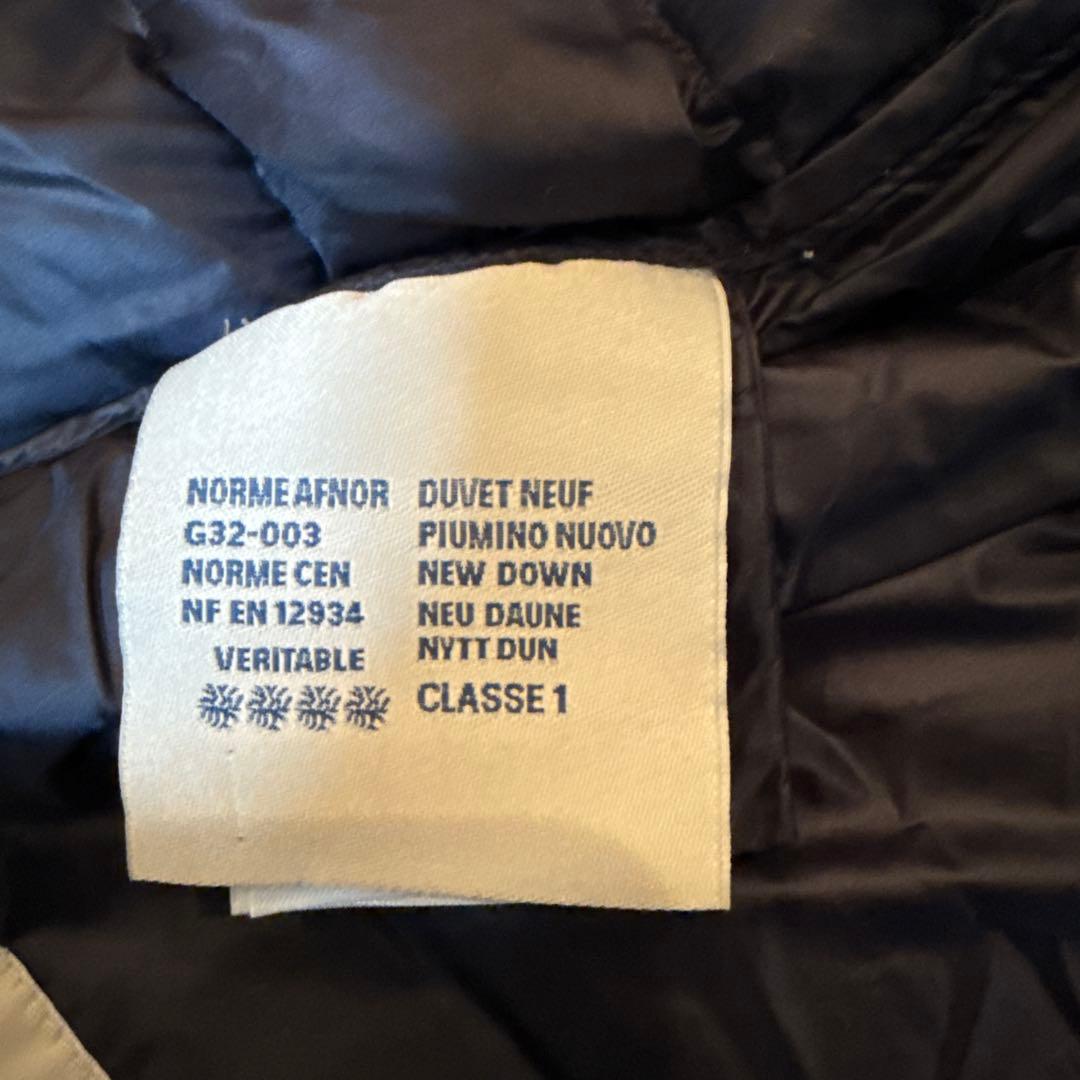 NORME AFNOR
G32-003
NORME CEN
NF EN 12934
VERITABLE
DUVET NEUF
PIUMINO NUOVO
NEW DOWN
NEU DAUNE
NYTT DUN
CLASSE 1